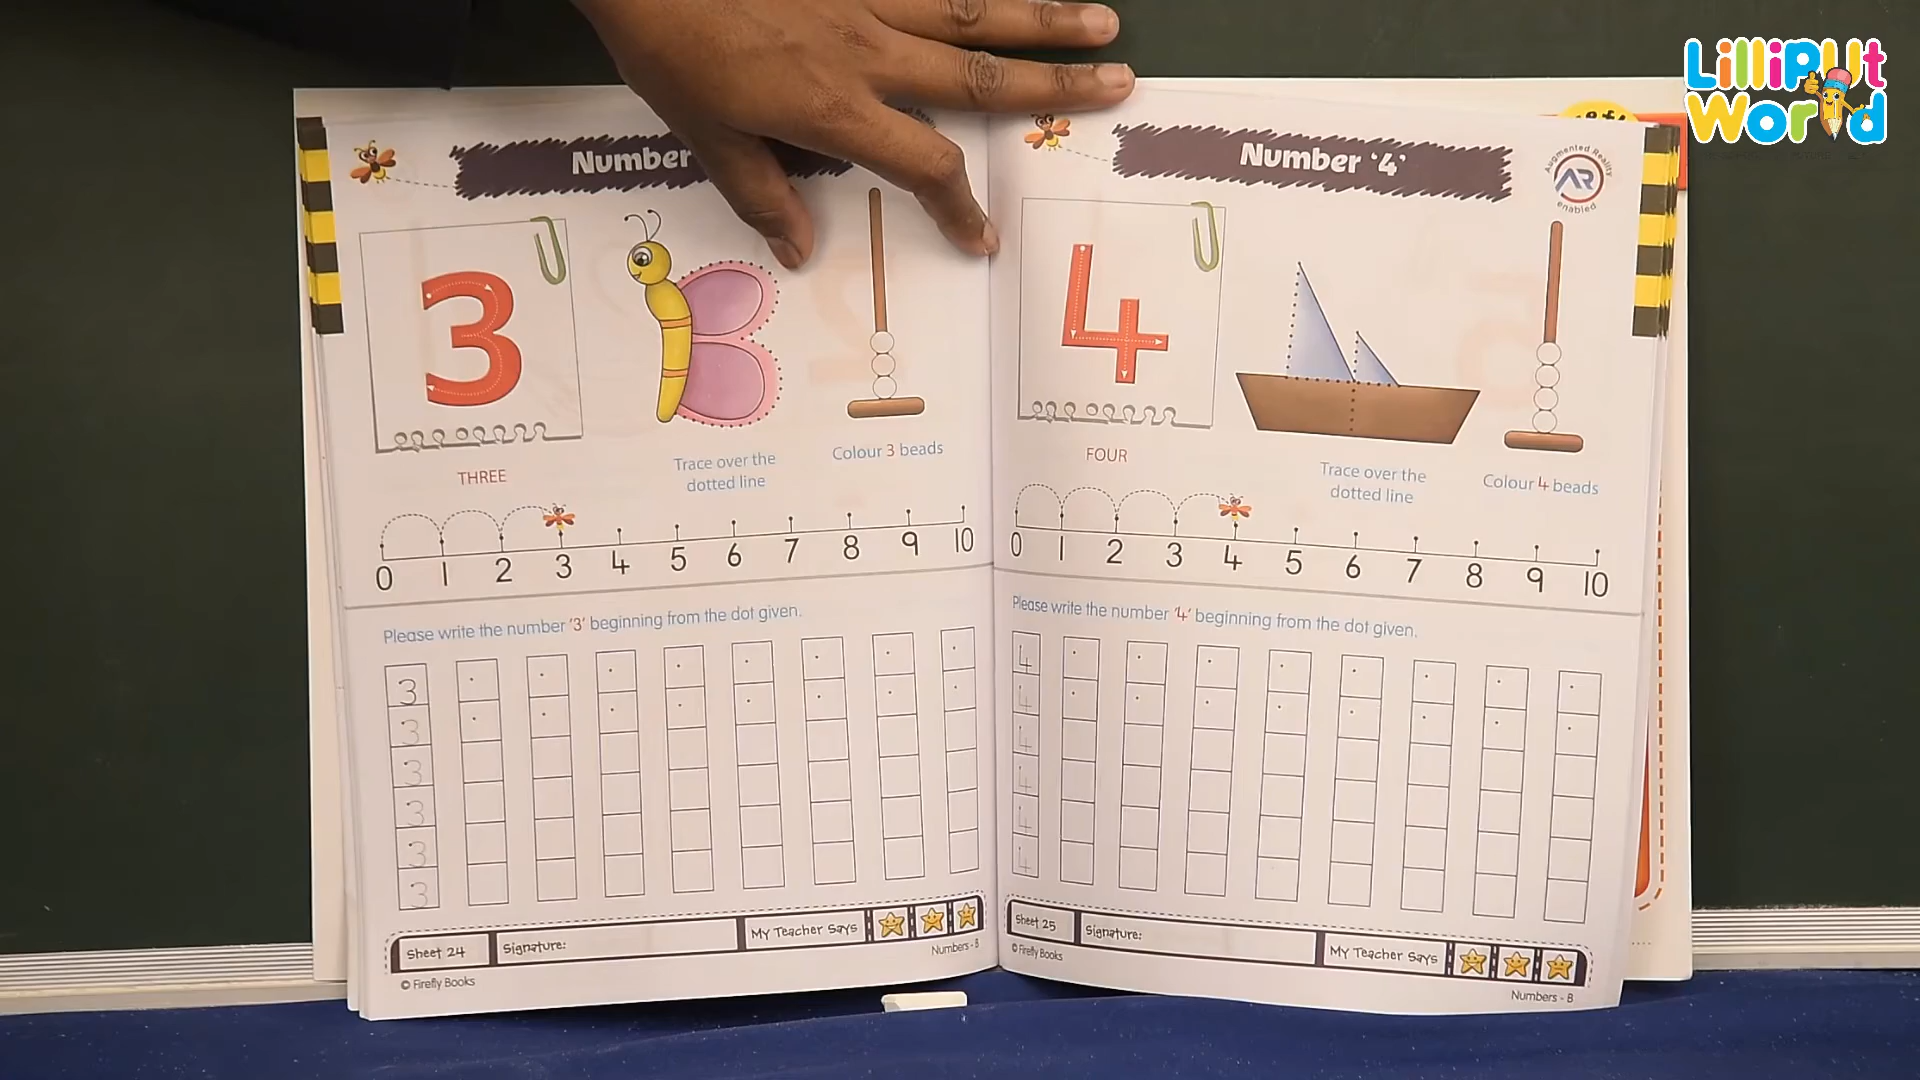 Lilliput
World
Number
3
THREE
Trace over the
dotted line
Colour 3 beads
0 1 2 3 4 5 6 7 8 9 10
Please write the number '3' beginning from the dot given.
3
3
3
3
3
3
Sheet 24
Signature:
My Teacher Says
© Firefly Books
Numbers - B
Number '4'
Augmented Reality
AR
enabled
4
FOUR
Trace over the
dotted line
Colour 4 beads
0 1 2 3 4 5 6 7 8 9 10
Please write the number '4' beginning from the dot given.
4
4
4
4
4
4
Sheet 25
Signature:
My Teacher Says
© Firefly Books
Numbers - B